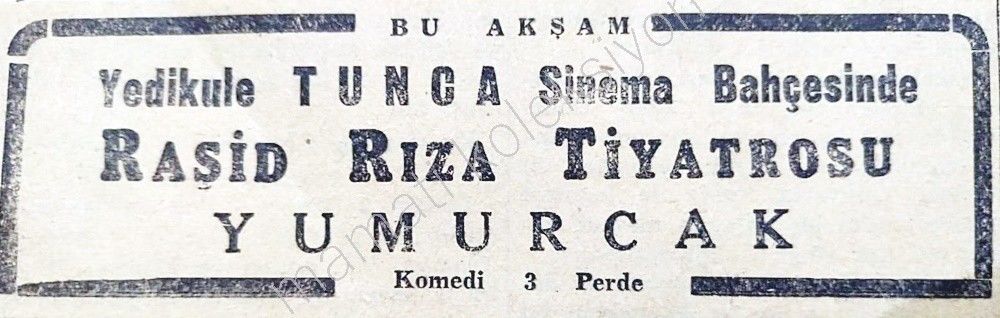 BU AKŞAM
Yedikule TUNCA Sinema Bahçesinde
RAŞİD RIZA TİYATROSU
YUMURCAK
Komedi 3 Perde